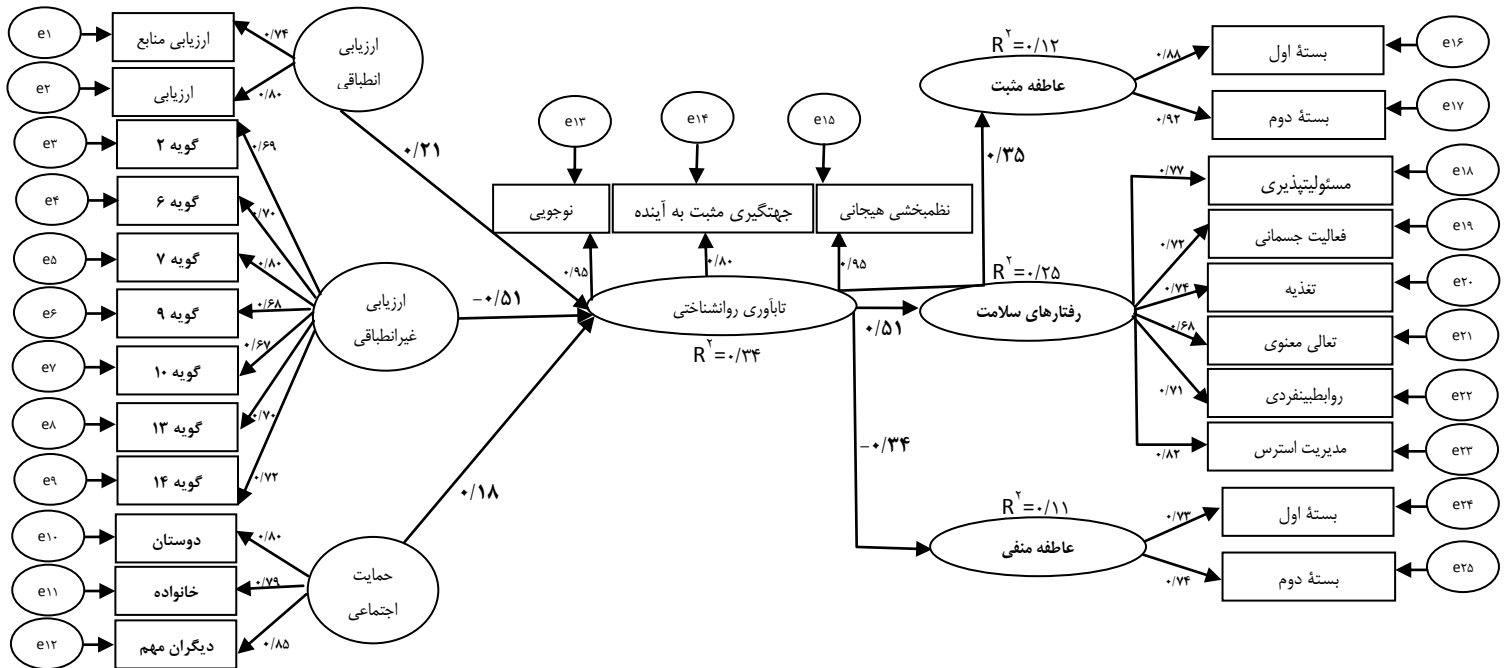 e۱
ارزیابی منابع
۰/۷۴
ارزیابی
انطباقی
e۲
ارزیابی
۰/۸۰
e۳
گویه ۲
۰/۶۹
e۴
گویه ۶
۰/۷۰
e۵
گویه ۷
۰/۸۰
e۶
گویه ۹
۰/۶۸
e۷
گویه ۱۰
۰/۶۷
e۸
گویه ۱۳
۰/۷۰
e۹
گویه ۱۴
۰/۷۲
ارزیابی
غیرانطباقی
e۱۰
دوستان
۰/۸۰
e۱۱
خانواده
۰/۷۹
e۱۲
دیگران مهم
۰/۸۵
حمایت
اجتماعی
۰/۲۱
−۰/۵۱
۰/۱۸
e۱۳
e۱۴
e۱۵
نوجویی
جهتگیری مثبت به آینده
نظمبخشی هیجانی
۰/۹۵
۰/۸۰
۰/۹۵
تابآوری روانشناختی
R۲=۰/۳۴
۰/۳۵
۰/۵۱
−۰/۳۴
R۲=۰/۱۲
عاطفه مثبت
۰/۸۸
بستۀ اول
e۱۶
۰/۹۲
بستۀ دوم
e۱۷
R۲=۰/۲۵
رفتارهای سلامت
۰/۷۷
مسئولیتپذیری
e۱۸
۰/۷۲
فعالیت جسمانی
e۱۹
۰/۷۴
تغذیه
e۲۰
۰/۶۸
تعالی معنوی
e۲۱
۰/۷۱
روابطبینفردی
e۲۲
۰/۸۲
مدیریت استرس
e۲۳
R۲=۰/۱۱
عاطفه منفی
۰/۷۳
بستۀ اول
e۲۴
۰/۷۴
بستۀ دوم
e۲۵